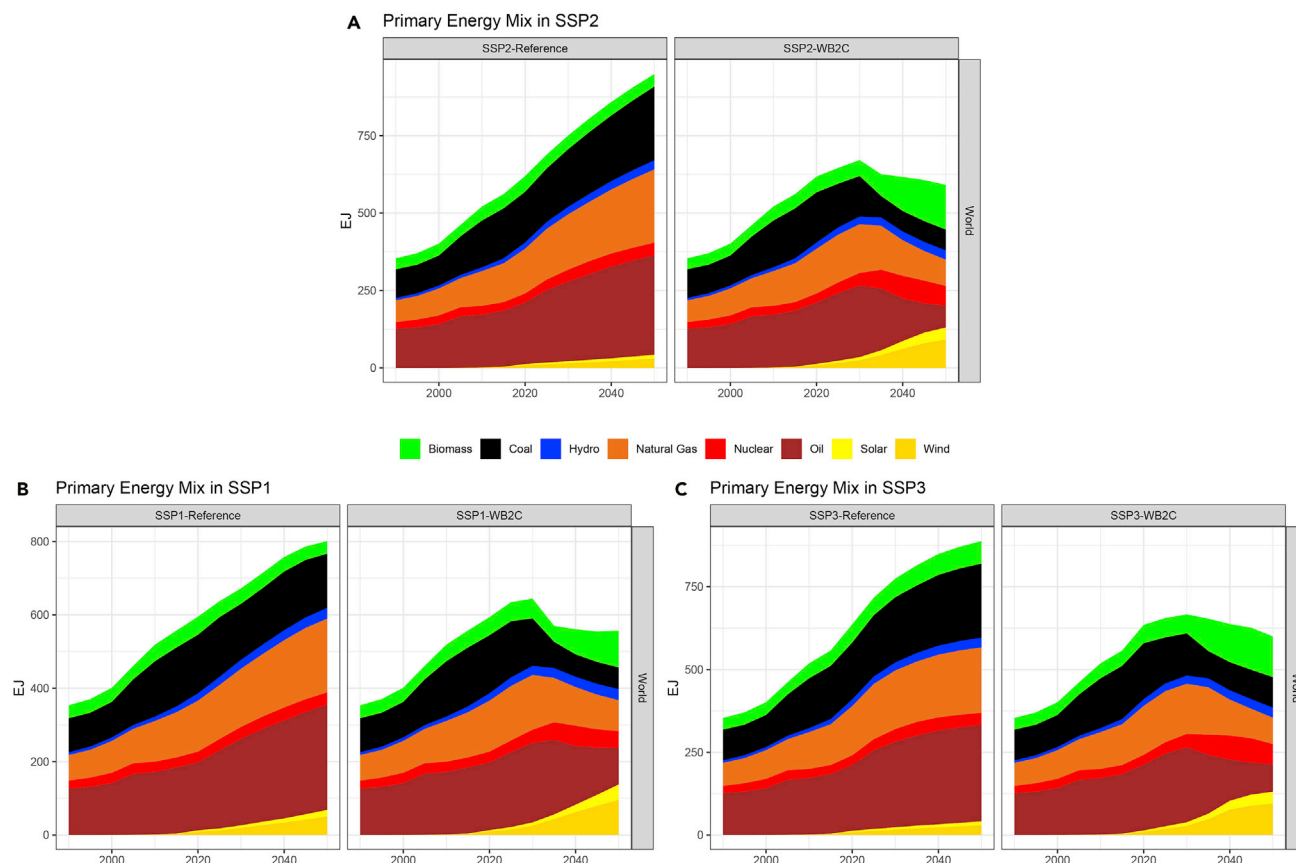 A Primary Energy Mix in SSP2
SSP2-Reference SSP2-WB2C
EJ
750
500
250
0
2000 2020 2040 2000 2020 2040
World
Biomass Coal Hydro Natural Gas Nuclear Oil Solar Wind
B Primary Energy Mix in SSP1
SSP1-Reference SSP1-WB2C
EJ
800
600
400
200
0
2000 2020 2040 2000 2020 2040
World
C Primary Energy Mix in SSP3
SSP3-Reference SSP3-WB2C
EJ
750
500
250
0
2000 2020 2040 2000 2020 2040
World